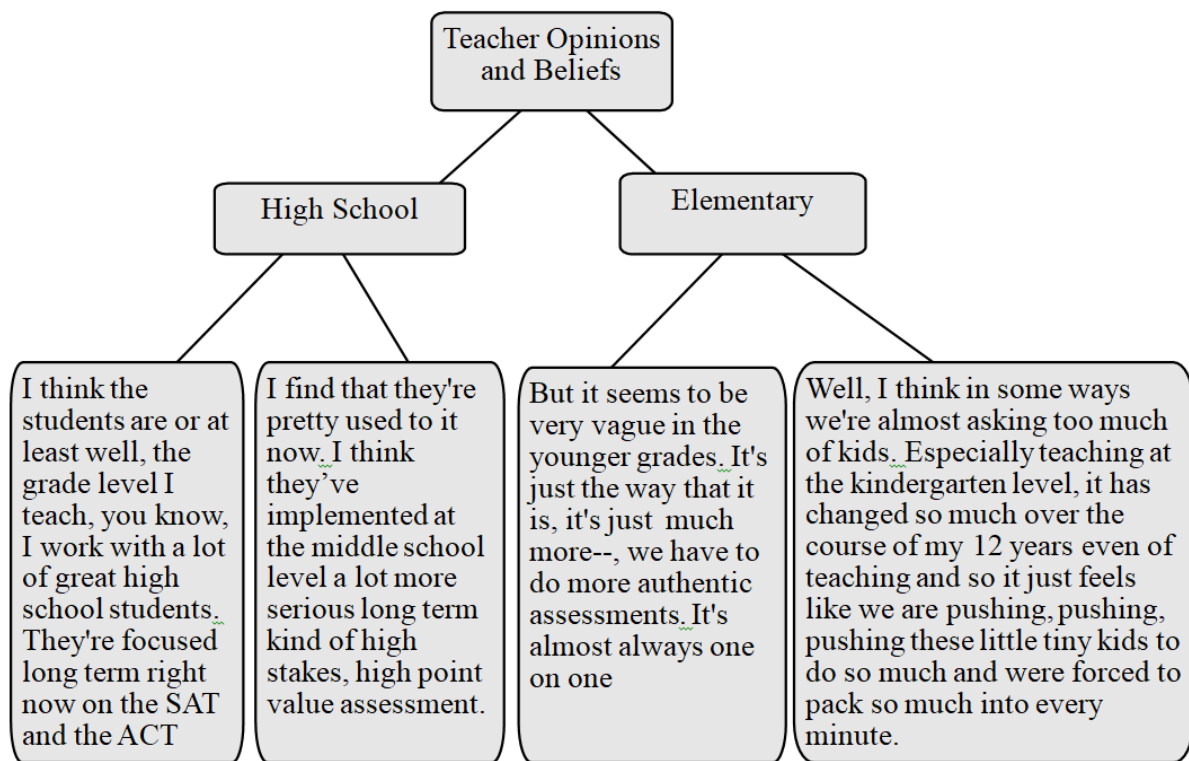 Teacher Opinions
and Beliefs
High School
Elementary
I think the
students are or at
least well, the
grade level I
teach, you know,
I work with a lot
of great high
school students.
They're focused
long term right
now on the SAT
and the ACT
I find that they're
pretty used to it
now. I think
they’ve
implemented at
the middle school
level a lot more
serious long term
kind of high
stakes, high point
value assessment.
But it seems to be
very vague in the
younger grades. It's
just the way that it
is, it's just much
more--, we have to
do more authentic
assessments. It's
almost always one
on one
Well, I think in some ways
we're almost asking too much
of kids. Especially teaching at
the kindergarten level, it has
changed so much over the
course of my 12 years even of
teaching and so it just feels
like we are pushing, pushing,
pushing these little tiny kids to
do so much and were forced to
pack so much into every
minute.